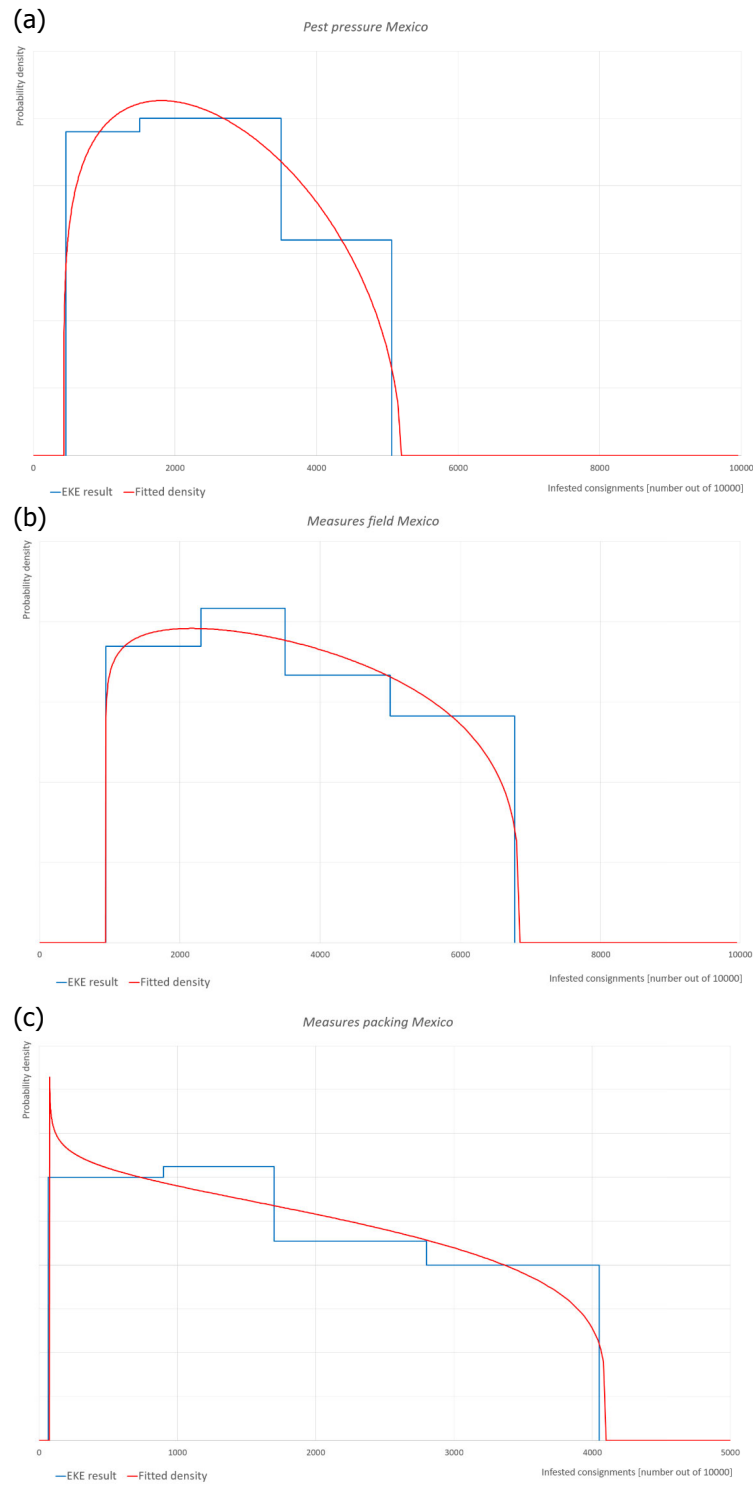 (a)
Pest pressure Mexico
Probability density
0 2000 4000 6000 8000 10000
EKE result Fitted density
Infested consignments [number out of 10000]
(b)
Measures field Mexico
Probability density
0 2000 4000 6000 8000 10000
EKE result Fitted density
Infested consignments [number out of 10000]
(c)
Measures packing Mexico
Probability density
0 1000 2000 3000 4000 5000
EKE result Fitted density
Infested consignments [number out of 10000]